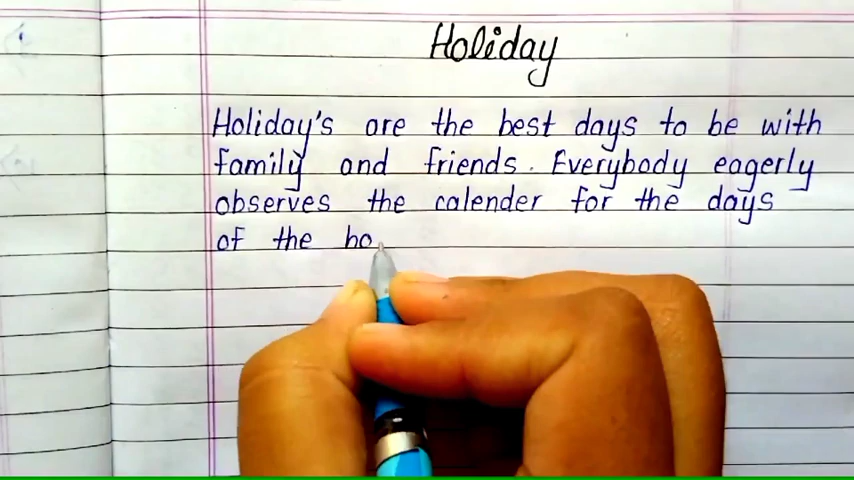 Holiday
Holiday's are the best days to be with
family and friends. Everybody eagerly
observes the calender for the days
of the ho